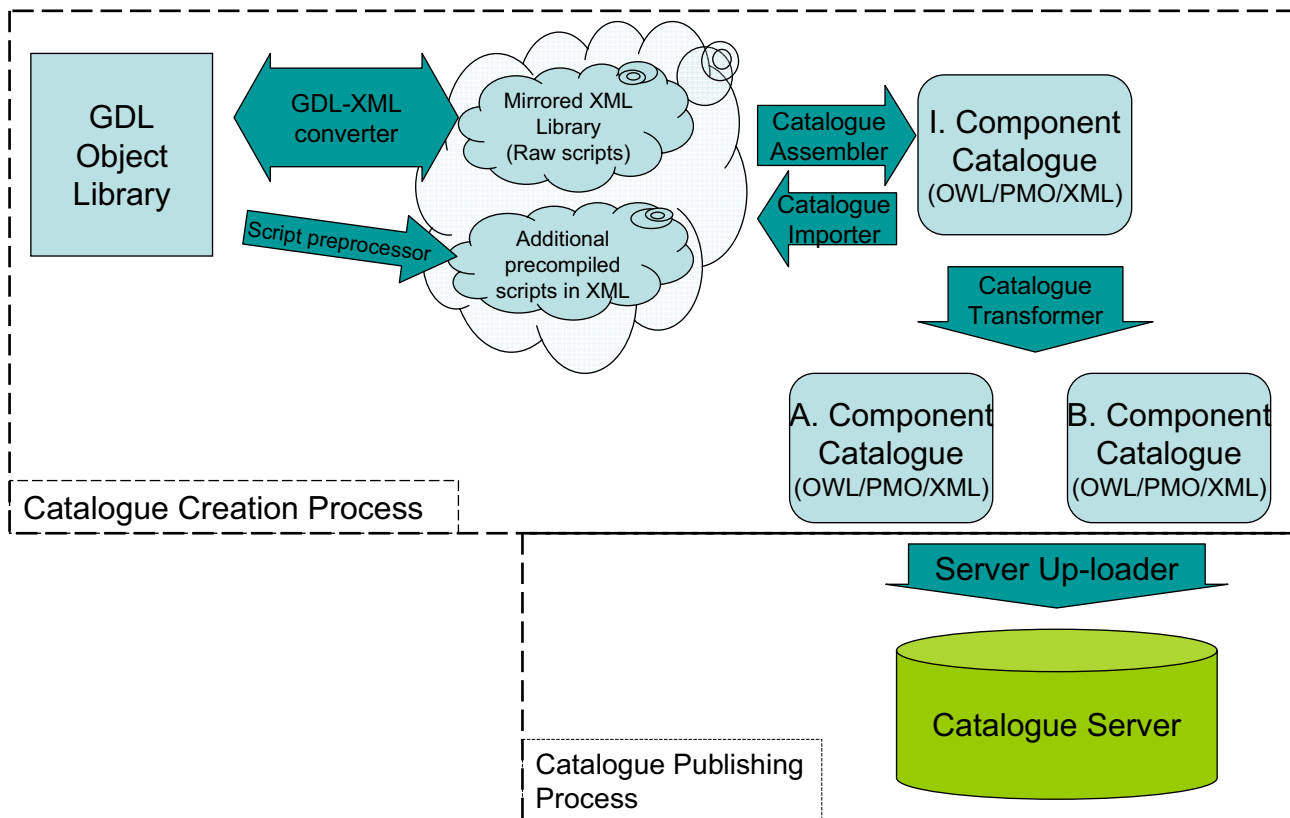 GDL
Object
Library
GDL-XML
converter
Script preprocessor
Mirrored XML
Library
(Raw scripts)
Additional
precompiled
scripts in XML
Catalogue
Assembler
Catalogue
Importer
I. Component
Catalogue
(OWL/PMO/XML)
Catalogue
Transformer
A. Component
Catalogue
(OWL/PMO/XML)
B. Component
Catalogue
(OWL/PMO/XML)
Catalogue Creation Process
Server Up-loader
Catalogue Server
Catalogue Publishing
Process